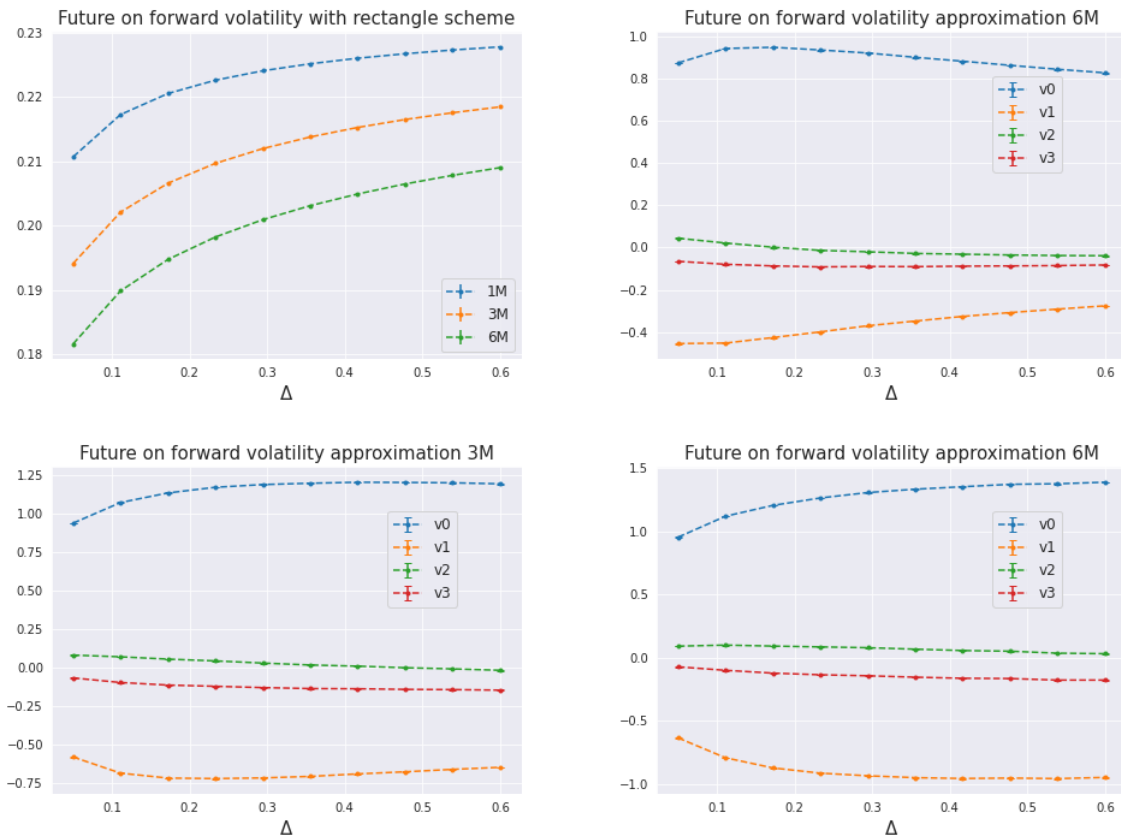 Future on forward volatility with rectangle scheme
0.23
0.22
0.21
0.20
0.19
0.18
0.1
0.2
0.3
0.4
0.5
0.6
Δ
1M
3M
6M
Future on forward volatility approximation 6M
1.0
0.8
0.6
0.4
0.2
0.0
−0.2
−0.4
0.1
0.2
0.3
0.4
0.5
0.6
Δ
v0
v1
v2
v3
Future on forward volatility approximation 3M
1.25
1.00
0.75
0.50
0.25
0.00
−0.25
−0.50
−0.75
0.1
0.2
0.3
0.4
0.5
0.6
Δ
v0
v1
v2
v3
Future on forward volatility approximation 6M
1.5
1.0
0.5
0.0
−0.5
−1.0
0.1
0.2
0.3
0.4
0.5
0.6
Δ
v0
v1
v2
v3